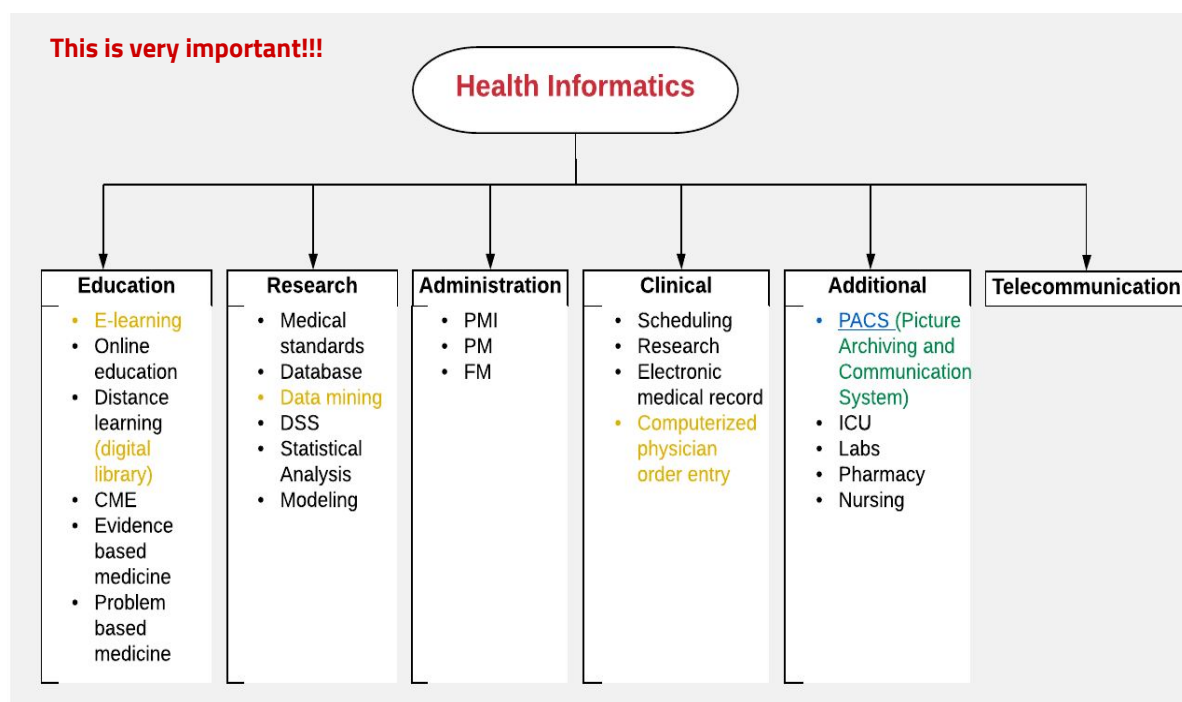 This is very important!!!
Health Informatics
Education
• E-learning
• Online
education
• Distance
learning
(digital
library)
• CME
• Evidence
based
medicine
• Problem
based
medicine
Research
• Medical
standards
• Database
• Data mining
• DSS
• Statistical
Analysis
• Modeling
Administration
• PMI
• PM
• FM
Clinical
• Scheduling
• Research
• Electronic
medical record
• Computerized
physician
order entry
Additional
• PACS (Picture
Archiving and
Communication
System)
• ICU
• Labs
• Pharmacy
• Nursing
Telecommunication